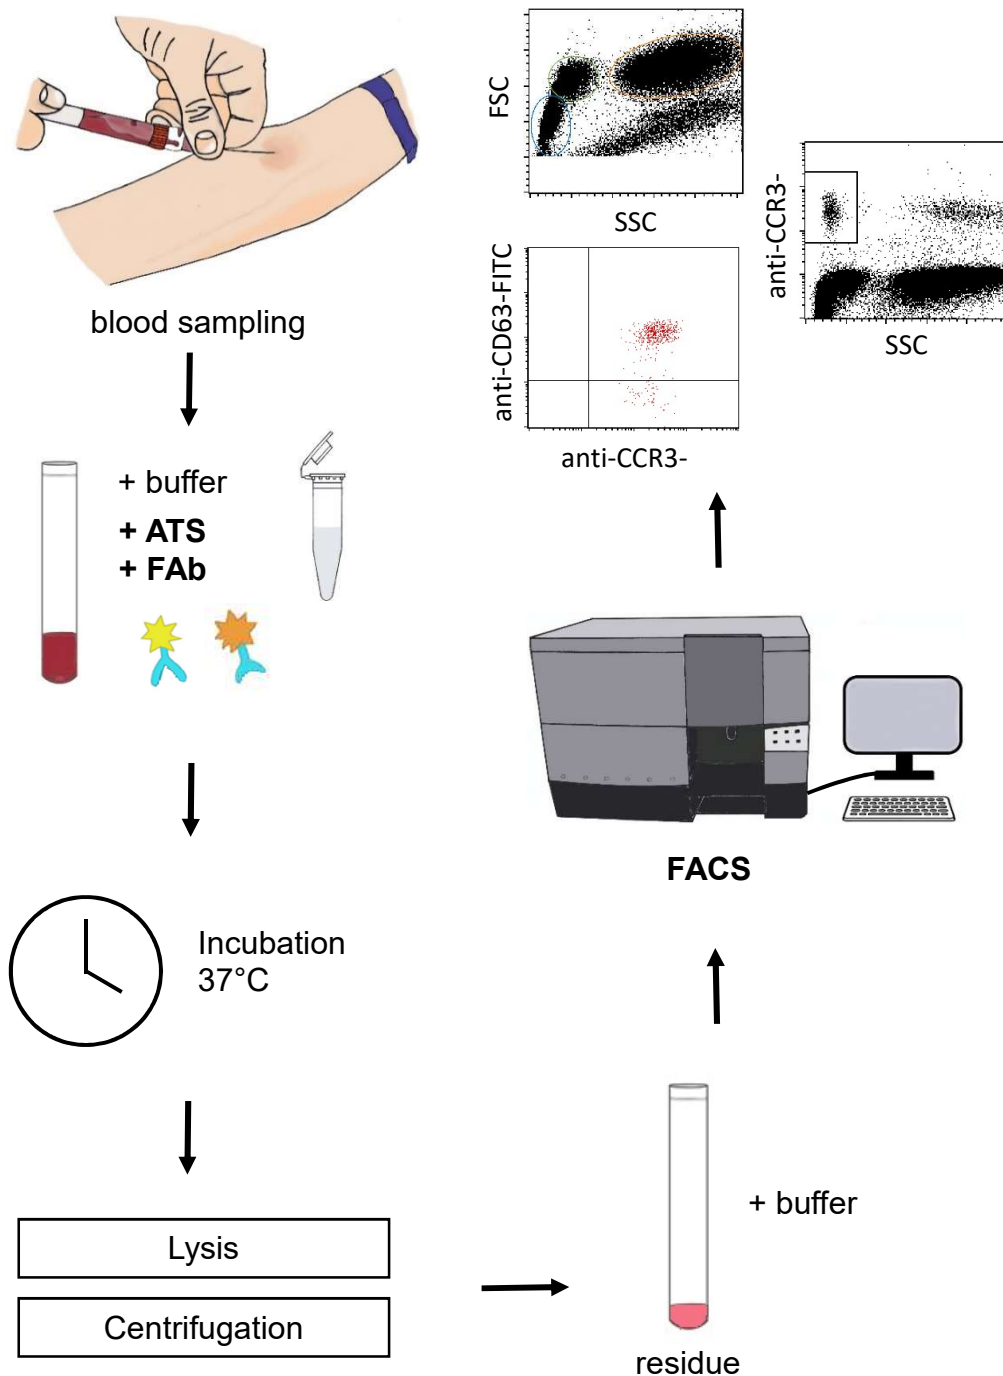 blood sampling
+ buffer
+ ATS
+ FAb
Incubation
37°C
Lysis
Centrifugation
residue
+ buffer
FACS
FSC
SSC
anti-CCR3-
SSC
anti-CD63-FITC
anti-CCR3-